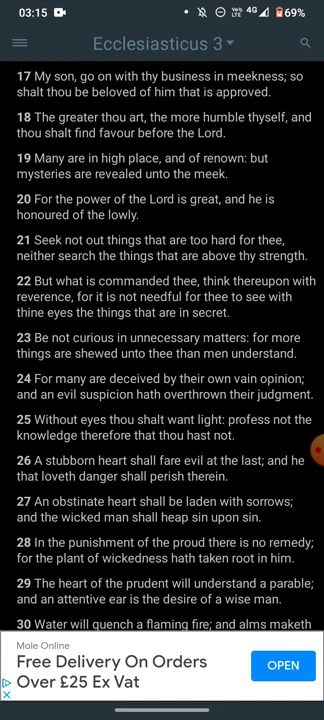 03:15 Vo) LTE 4G 69%
Ecclesiasticus 3
17 My son, go on with thy business in meekness; so
shalt thou be beloved of him that is approved.
18 The greater thou art, the more humble thyself, and
thou shalt find favour before the Lord.
19 Many are in high place, and of renown: but
mysteries are revealed unto the meek.
20 For the power of the Lord is great, and he is
honoured of the lowly.
21 Seek not out things that are too hard for thee,
neither search the things that are above thy strength.
22 But what is commanded thee, think thereupon with
reverence, for it is not needful for thee to see with
thine eyes the things that are in secret.
23 Be not curious in unnecessary matters: for more
things are shewed unto thee than men understand.
24 For many are deceived by their own vain opinion;
and an evil suspicion hath overthrown their judgment.
25 Without eyes thou shalt want light: profess not the
knowledge therefore that thou hast not.
26 A stubborn heart shall fare evil at the last; and he
that loveth danger shall perish therein.
27 An obstinate heart shall be laden with sorrows;
and the wicked man shall heap sin upon sin.
28 In the punishment of the proud there is no remedy;
for the plant of wickedness hath taken root in him.
29 The heart of the prudent will understand a parable;
and an attentive ear is the desire of a wise man.
30 Water will quench a flaming fire; and alms maketh
Mole Online
Free Delivery On Orders
Over £25 Ex Vat
OPEN